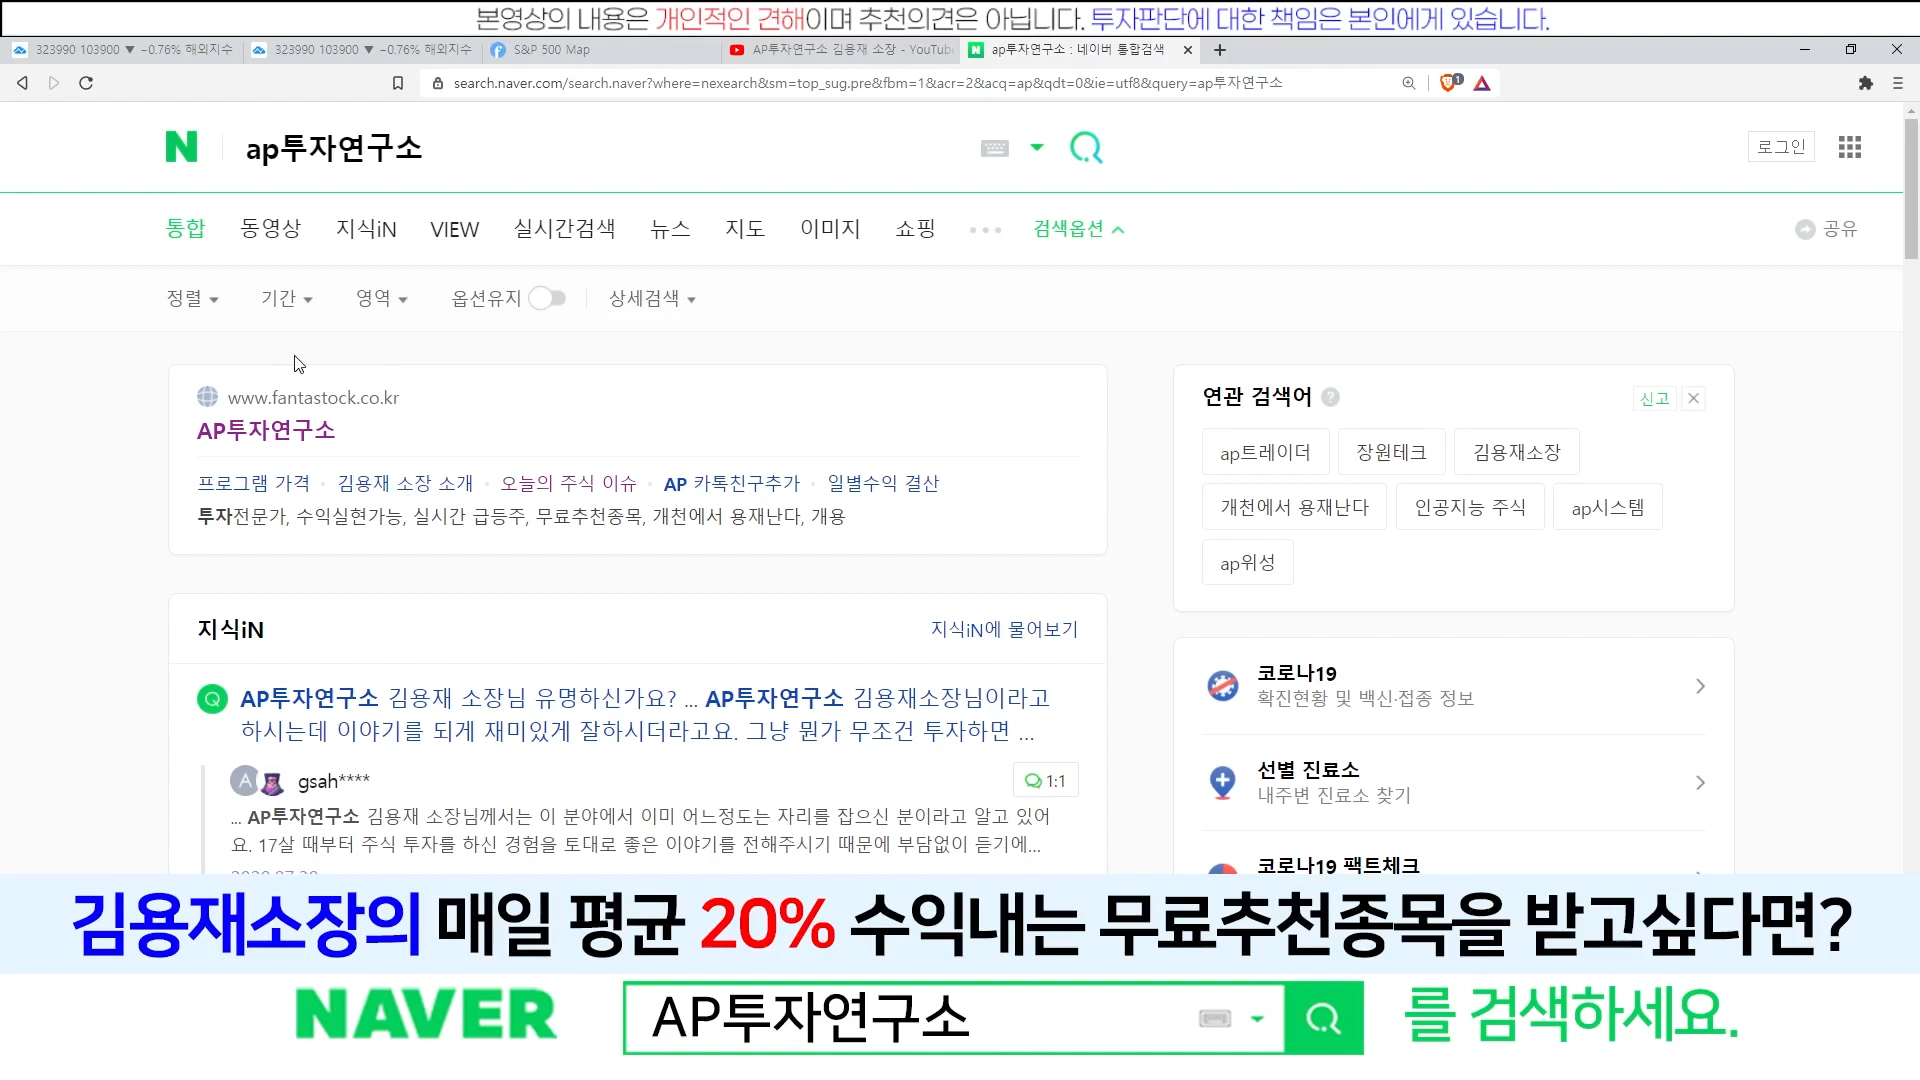 본영상의 내용은 개인적인 견해이며 추천의견은 아닙니다. 투자판단에 대한 책임은 본인에게 있습니다.
323990 103900 ▼ -0.76% 해외지수
323990 103900 ▼ -0.76% 해외지수
S&P 500 Map
AP투자연구소 김용재 소장 - YouTube
ap투자연구소 : 네이버 통합검색
search.naver.com/search.naver?where=nexearch&sm=top_sug.pre&fbm=1&acr=2&acq=ap&qdt=0&ie=utf8&query=ap투자연구소
1
N ap투자연구소
로그인
통합 동영상 지식iN VIEW 실시간검색 뉴스 지도 이미지 쇼핑 검색옵션
공유
정렬 기간 영역 옵션유지 상세검색
www.fantastock.co.kr
AP투자연구소
프로그램 가격 · 김용재 소장 소개 · 오늘의 주식 이슈 · AP 카톡친구추가 · 일별수익 결산
투자전문가, 수익실현가능, 실시간 급등주, 무료추천종목, 개천에서 용재난다, 개용
연관 검색어 ?
신고
ap트레이더 장원테크 김용재소장
개천에서 용재난다 인공지능 주식 ap시스템
ap위성
지식iN
지식iN에 물어보기
AP투자연구소 김용재 소장님 유명하신가요? ... AP투자연구소 김용재소장님이라고
하시는데 이야기를 되게 재미있게 잘하시더라고요. 그냥 뭔가 무조건 투자하면 ...
A gsah****
1:1
... AP투자연구소 김용재 소장님께서는 이 분야에서 이미 어느정도는 자리를 잡으신 분이라고 알고 있어
요. 17살 때부터 주식 투자를 하신 경험을 토대로 좋은 이야기를 전해주시기 때문에 부담없이 듣기에...
코로나19
확진현황 및 백신·접종 정보
선별 진료소
내주변 진료소 찾기
코로나19 팩트체크
김용재소장의 매일 평균 20% 수익내는 무료추천종목을 받고싶다면?
NAVER AP투자연구소 를 검색하세요.